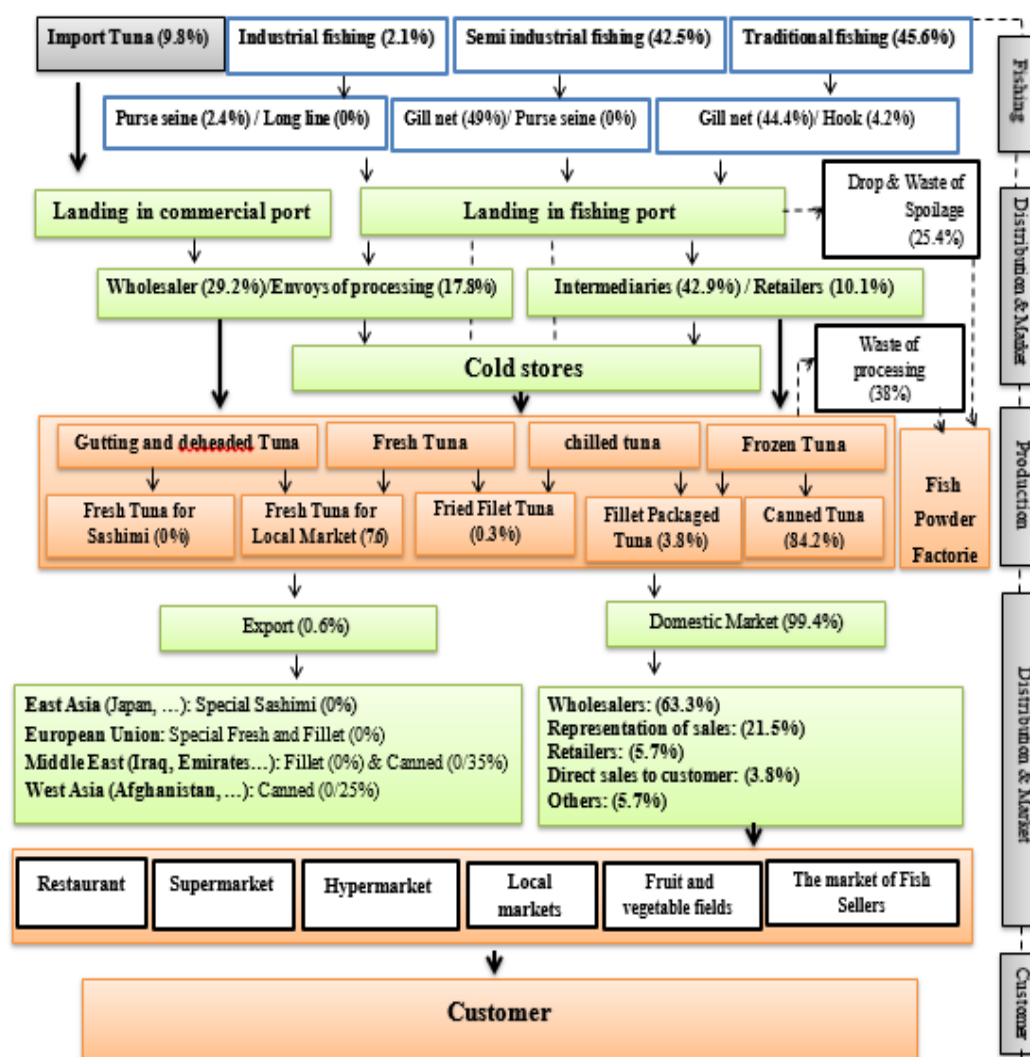 Import Tuna (9.8%)
Industrial fishing (2.1%)
Semi industrial fishing (42.5%)
Traditional fishing (45.6%)
Fishing
Purse seine (2.4%) / Long line (0%)
Gill net (49%)/ Purse seine (0%)
Gill net (44.4%)/ Hook (4.2%)
Landing in commercial port
Landing in fishing port
Drop & Waste of
Spoilage
(25.4%)
Distribution & Market
Wholesaler (29.2%)/Envoys of processing (17.8%)
Intermediaries (42.9%) / Retailers (10.1%)
Cold stores
Waste of
processing
(38%)
Gutting and deheaded Tuna
Fresh Tuna
chilled tuna
Frozen Tuna
Production
Fresh Tuna for
Sashimi (0%)
Fresh Tuna for
Local Market (7.6)
Fried Filet Tuna
(0.3%)
Fillet Packaged
Tuna (3.8%)
Canned Tuna
(84.2%)
Fish
Powder
Factorie
Export (0.6%)
Domestic Market (99.4%)
Distribution & Market
East Asia (Japan, …): Special Sashimi (0%)
European Union: Special Fresh and Fillet (0%)
Middle East (Iraq, Emirates…): Fillet (0%) & Canned (0/35%)
West Asia (Afghanistan, …): Canned (0/25%)
Wholesalers: (63.3%)
Representation of sales: (21.5%)
Retailers: (5.7%)
Direct sales to customer: (3.8%)
Others: (5.7%)
Restaurant
Supermarket
Hypermarket
Local
markets
Fruit and
vegetable fields
The market of Fish
Sellers
Customer
Customer